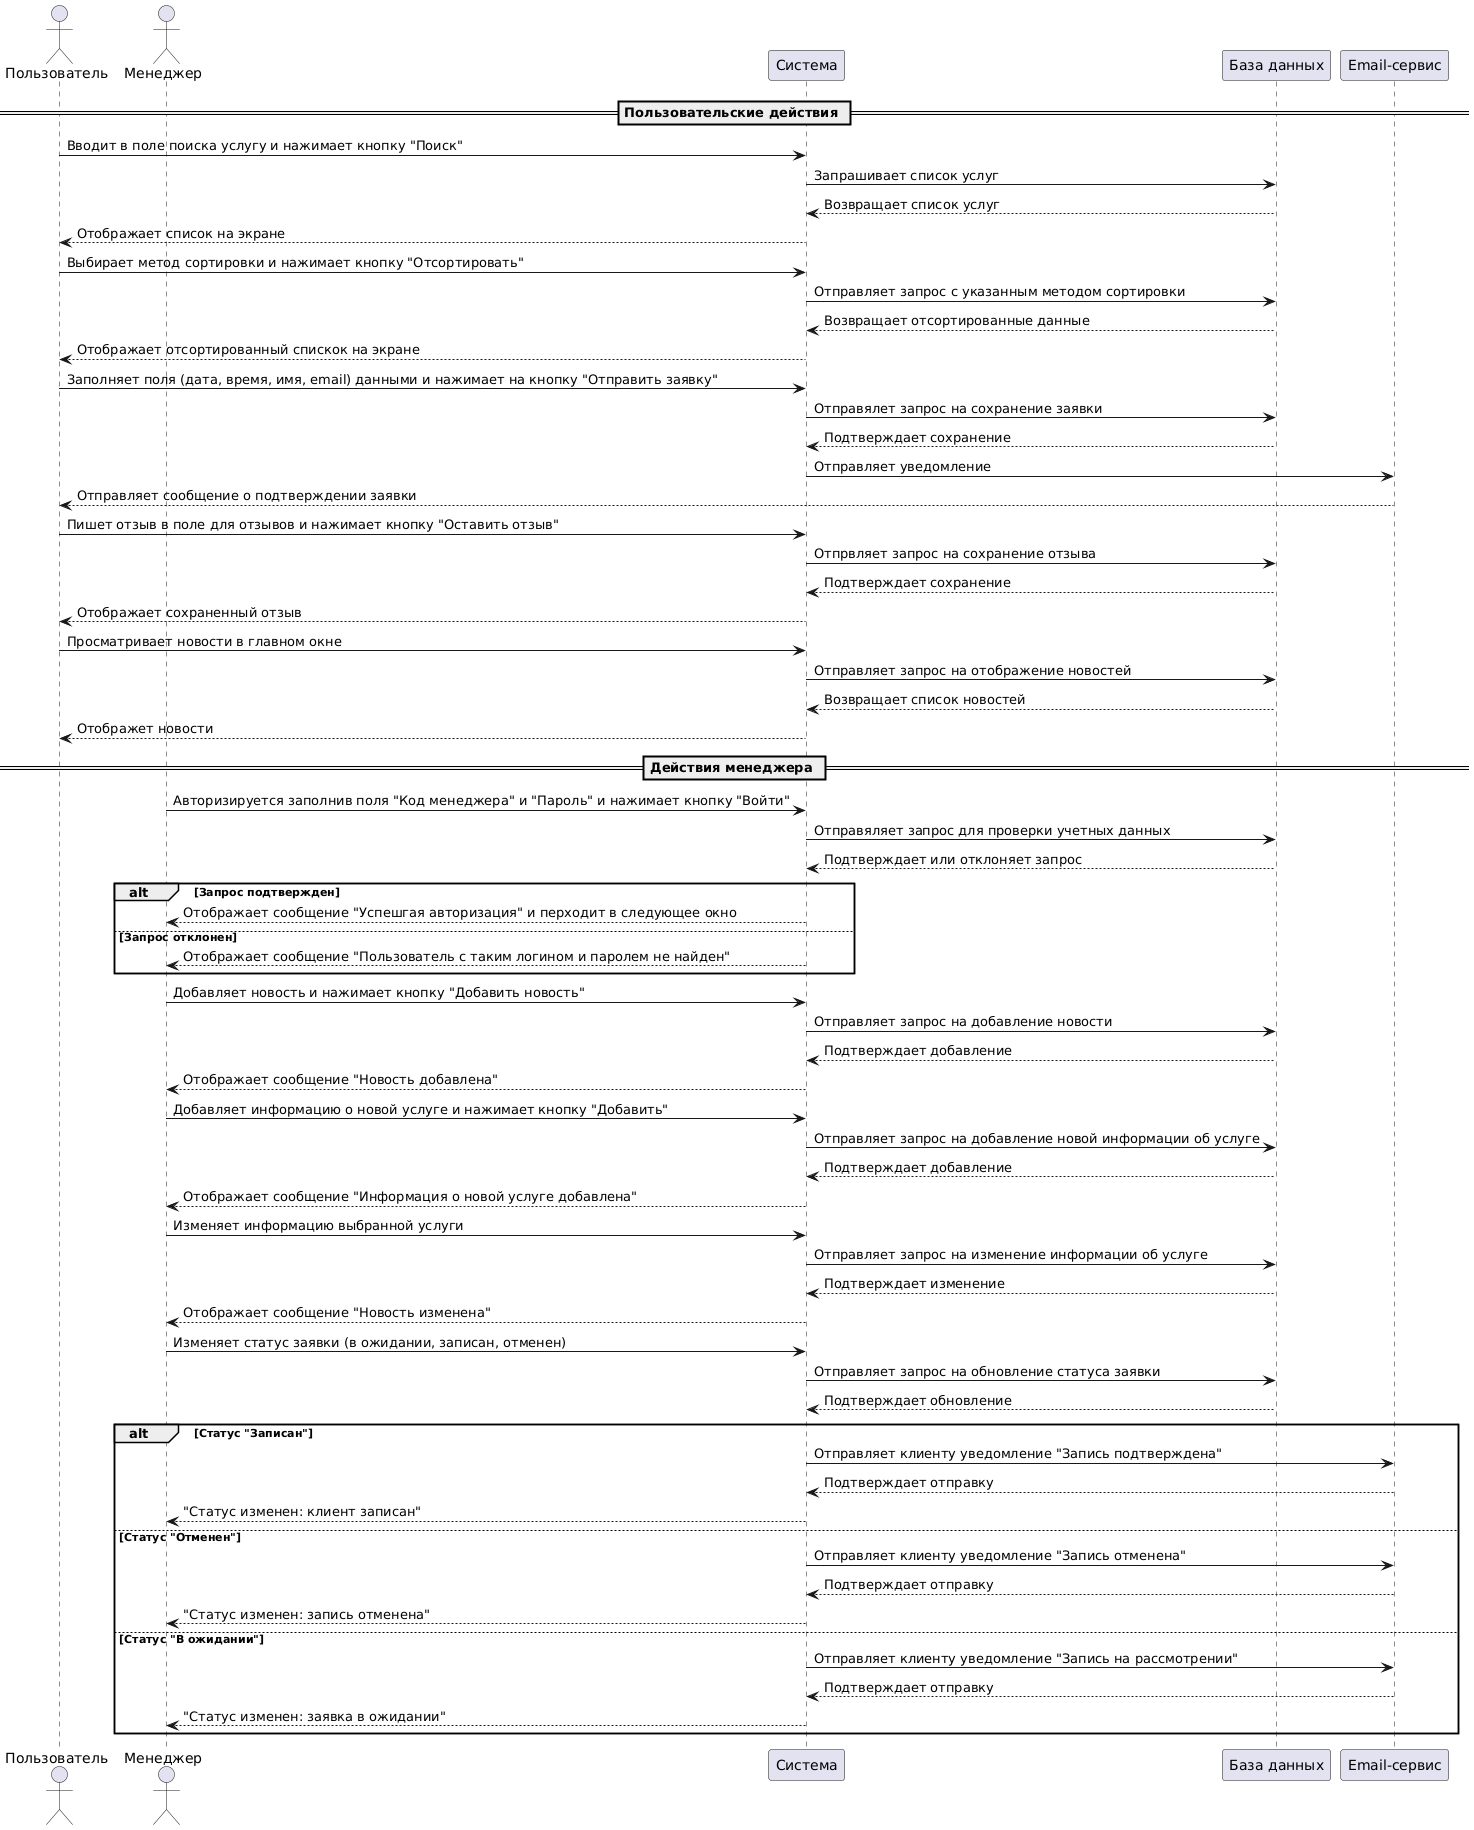 Пользователь
Менеджер
Система
База данных
Email-сервис
Пользовательские действия
Вводит в поле поиска услугу и нажимает кнопку "Поиск"
Запрашивает список услуг
Возвращает список услуг
Отображает список на экране
Выбирает метод сортировки и нажимает кнопку "Отсортировать"
Отправляет запрос с указанным методом сортировки
Возвращает отсортированные данные
Отображает отсортированный спискок на экране
Заполняет поля (дата, время, имя, email) данными и нажимает на кнопку "Отправить заявку"
Отправялет запрос на сохранение заявки
Подтверждает сохранение
Отправляет уведомление
Отправляет сообщение о подтверждении заявки
Пишет отзыв в поле для отзывов и нажимает кнопку "Оставить отзыв"
Отпрвляет запрос на сохранение отзыва
Подтверждает сохранение
Отображает сохраненный отзыв
Просматривает новости в главном окне
Отправляет запрос на отображение новостей
Возвращает список новостей
Отображет новости
Действия менеджера
Авторизируется заполнив поля "Код менеджера" и "Пароль" и нажимает кнопку "Войти"
Отправяляет запрос для проверки учетных данных
Подтверждает или отклоняет запрос
alt [Запрос подтвержден]
Отображает сообщение "Успешгая авторизация" и перходит в следующее окно
[Запрос отклонен]
Отображает сообщение "Пользователь с таким логином и паролем не найден"
Добавляет новость и нажимает кнопку "Добавить новость"
Отправляет запрос на добавление новости
Подтверждает добавление
Отображает сообщение "Новость добавлена"
Добавляет информацию о новой услуге и нажимает кнопку "Добавить"
Отправляет запрос на добавление новой информации об услуге
Подтверждает добавление
Отображает сообщение "Информация о новой услуге добавлена"
Изменяет информацию выбранной услуги
Отправляет запрос на изменение информации об услуге
Подтверждает изменение
Отображает сообщение "Новость изменена"
Изменяет статус заявки (в ожидании, записан, отменен)
Отправляет запрос на обновление статуса заявки
Подтверждает обновление
alt [Статус "Записан"]
Отправляет клиенту уведомление "Запись подтверждена"
Подтверждает отправку
"Статус изменен: клиент записан"
[Статус "Отменен"]
Отправляет клиенту уведомление "Запись отменена"
Подтверждает отправку
"Статус изменен: запись отменена"
[Статус "В ожидании"]
Отправляет клиенту уведомление "Запись на рассмотрении"
Подтверждает отправку
"Статус изменен: заявка в ожидании"
Пользователь
Менеджер
Система
База данных
Email-сервис